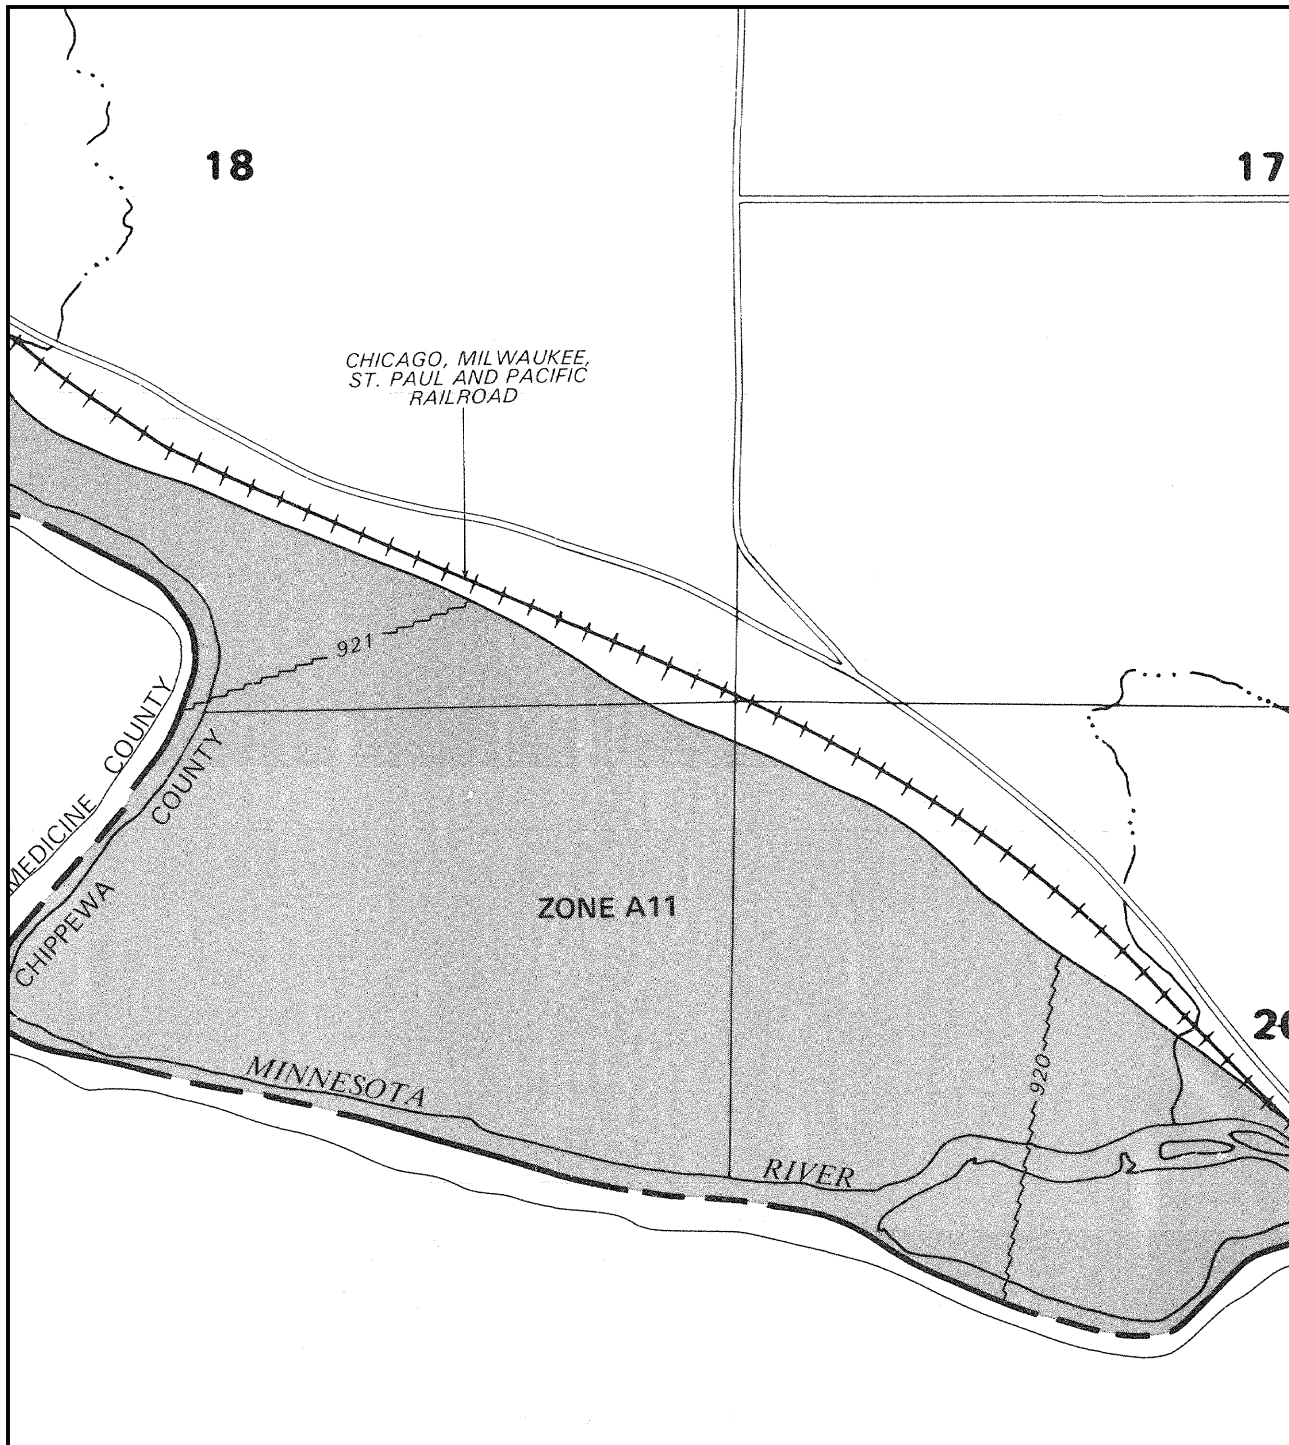 18
17
CHICAGO, MILWAUKEE,
ST. PAUL AND PACIFIC
RAILROAD
921
MEDICINE COUNTY
CHIPPEWA COUNTY
ZONE A11
920
MINNESOTA RIVER